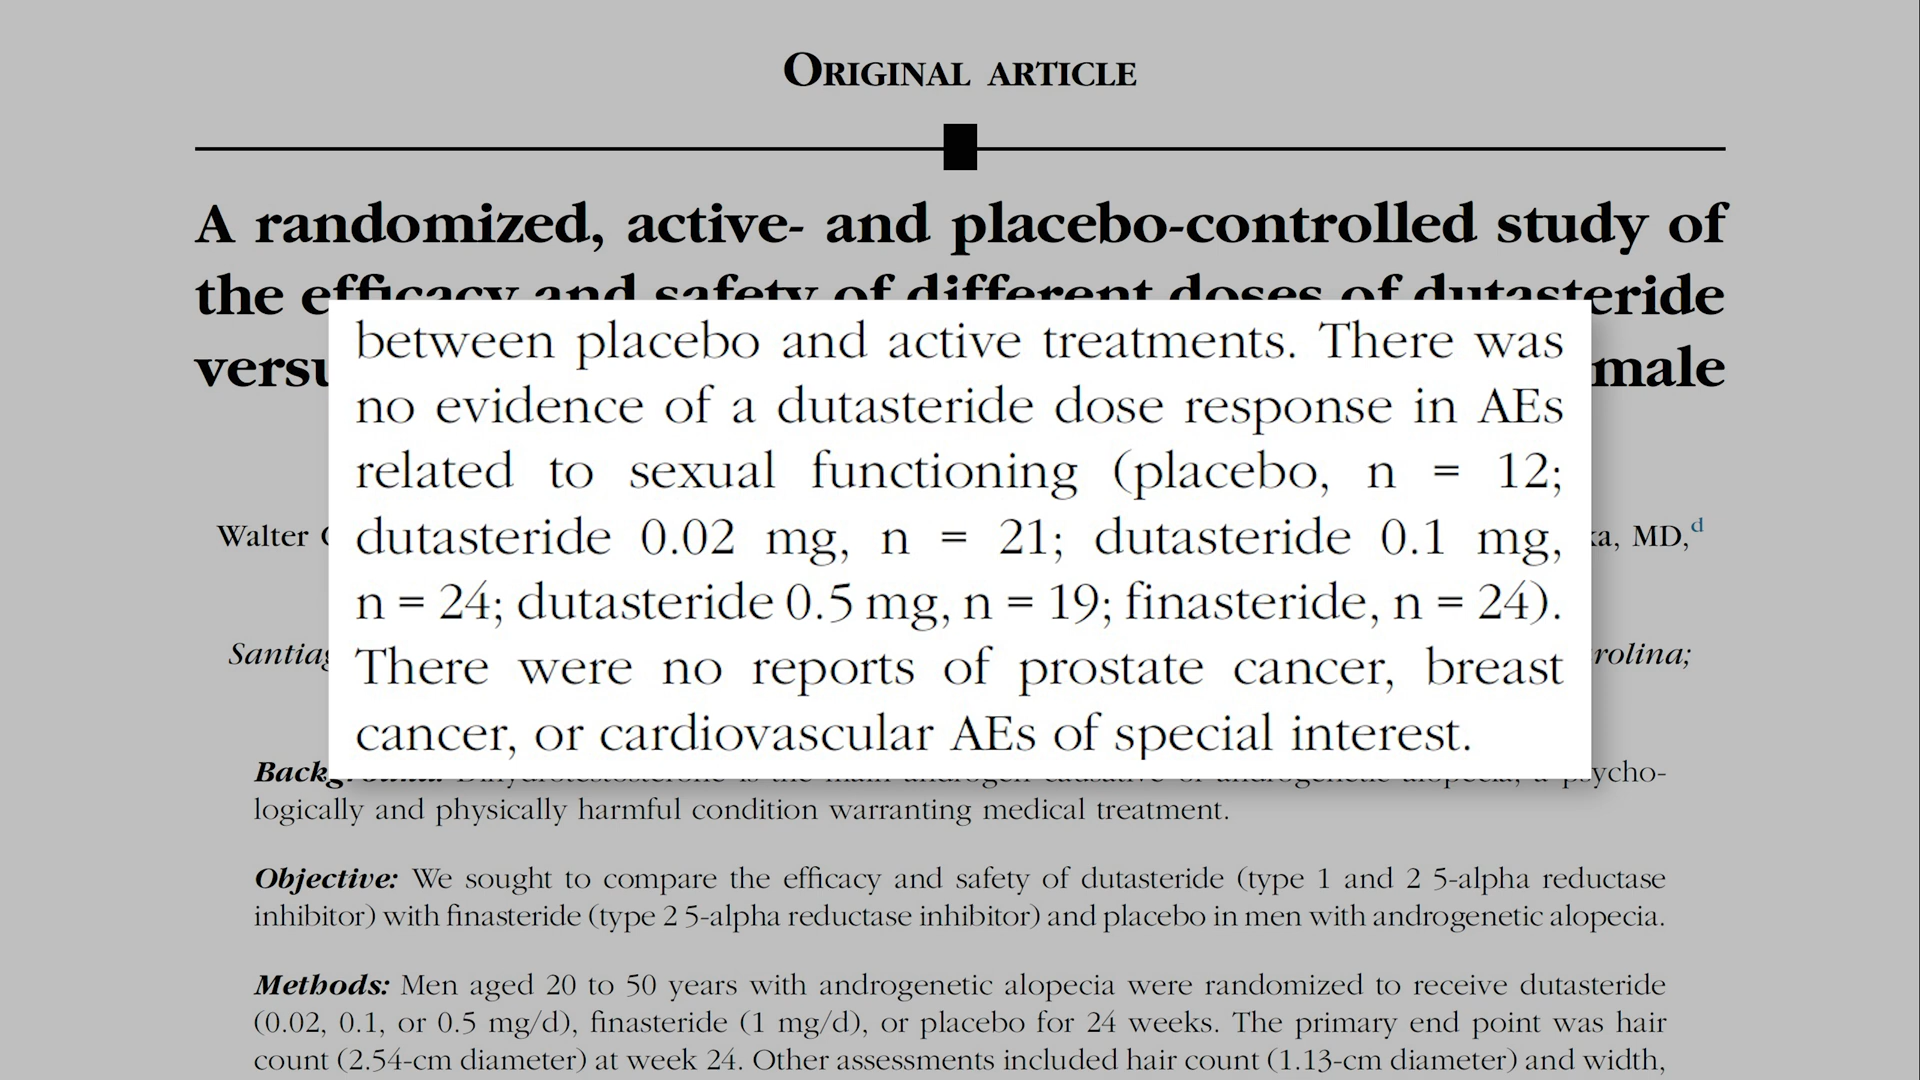 ORIGINAL ARTICLE
A randomized, active- and placebo-controlled study of
the efficacy and safety of different doses of dutasteride
male
between placebo and active treatments. There was
no evidence of a dutasteride dose response in AEs
related to sexual functioning (placebo, n = 12;
dutasteride 0.02 mg, n = 21; dutasteride 0.1 mg,
n = 24; dutasteride 0.5 mg, n = 19; finasteride, n = 24).
There were no reports of prostate cancer, breast
cancer, or cardiovascular AEs of special interest.
Walter
MD,d
logically and physically harmful condition warranting medical treatment.
Objective: We sought to compare the efficacy and safety of dutasteride (type 1 and 2 5-alpha reductase
inhibitor) with finasteride (type 2 5-alpha reductase inhibitor) and placebo in men with androgenetic alopecia.
Methods: Men aged 20 to 50 years with androgenetic alopecia were randomized to receive dutasteride
(0.02, 0.1, or 0.5 mg/d), finasteride (1 mg/d), or placebo for 24 weeks. The primary end point was hair
count (2.54-cm diameter) at week 24. Other assessments included hair count (1.13-cm diameter) and width,